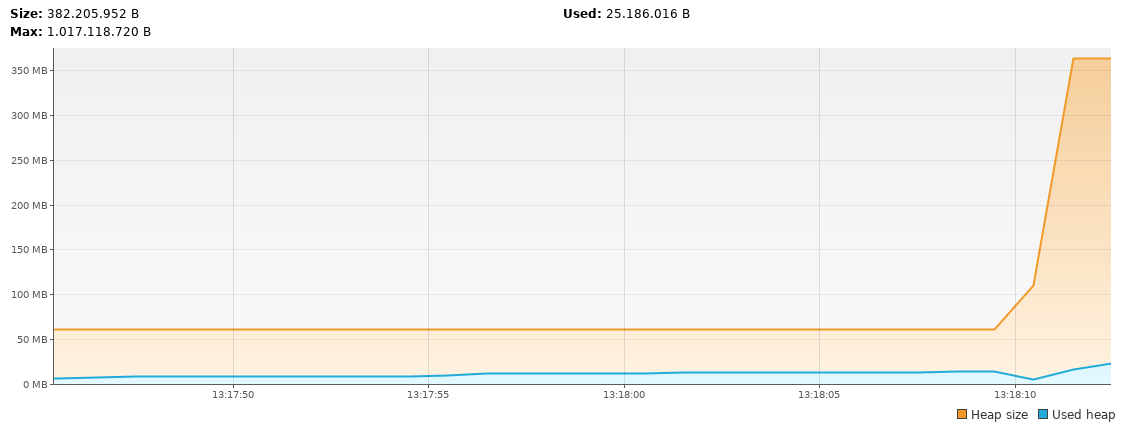 Size: 382.205.952 B
Used: 25.186.016 B
Max: 1.017.118.720 B
350 MB
300 MB
250 MB
200 MB
150 MB
100 MB
50 MB
0 MB
13:17:50
13:17:55
13:18:00
13:18:05
13:18:10
Heap size
Used heap